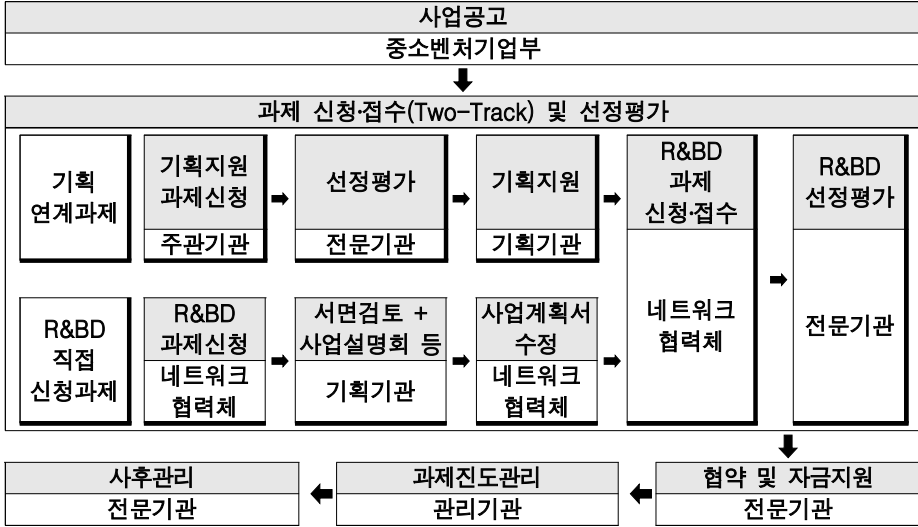 사업공고
중소벤처기업부
과제 신청·접수(Two-Track) 및 선정평가
기획
연계과제
기획지원
과제신청
주관기관
선정평가
전문기관
기획지원
기획기관
R&BD
과제
신청·접수
네트워크
협력체
R&BD
선정평가
전문기관
R&BD
직접
신청과제
R&BD
과제신청
네트워크
협력체
서면검토 +
사업설명회 등
기획기관
사업계획서
수정
네트워크
협력체
사후관리
전문기관
과제진도관리
관리기관
협약 및 자금지원
전문기관